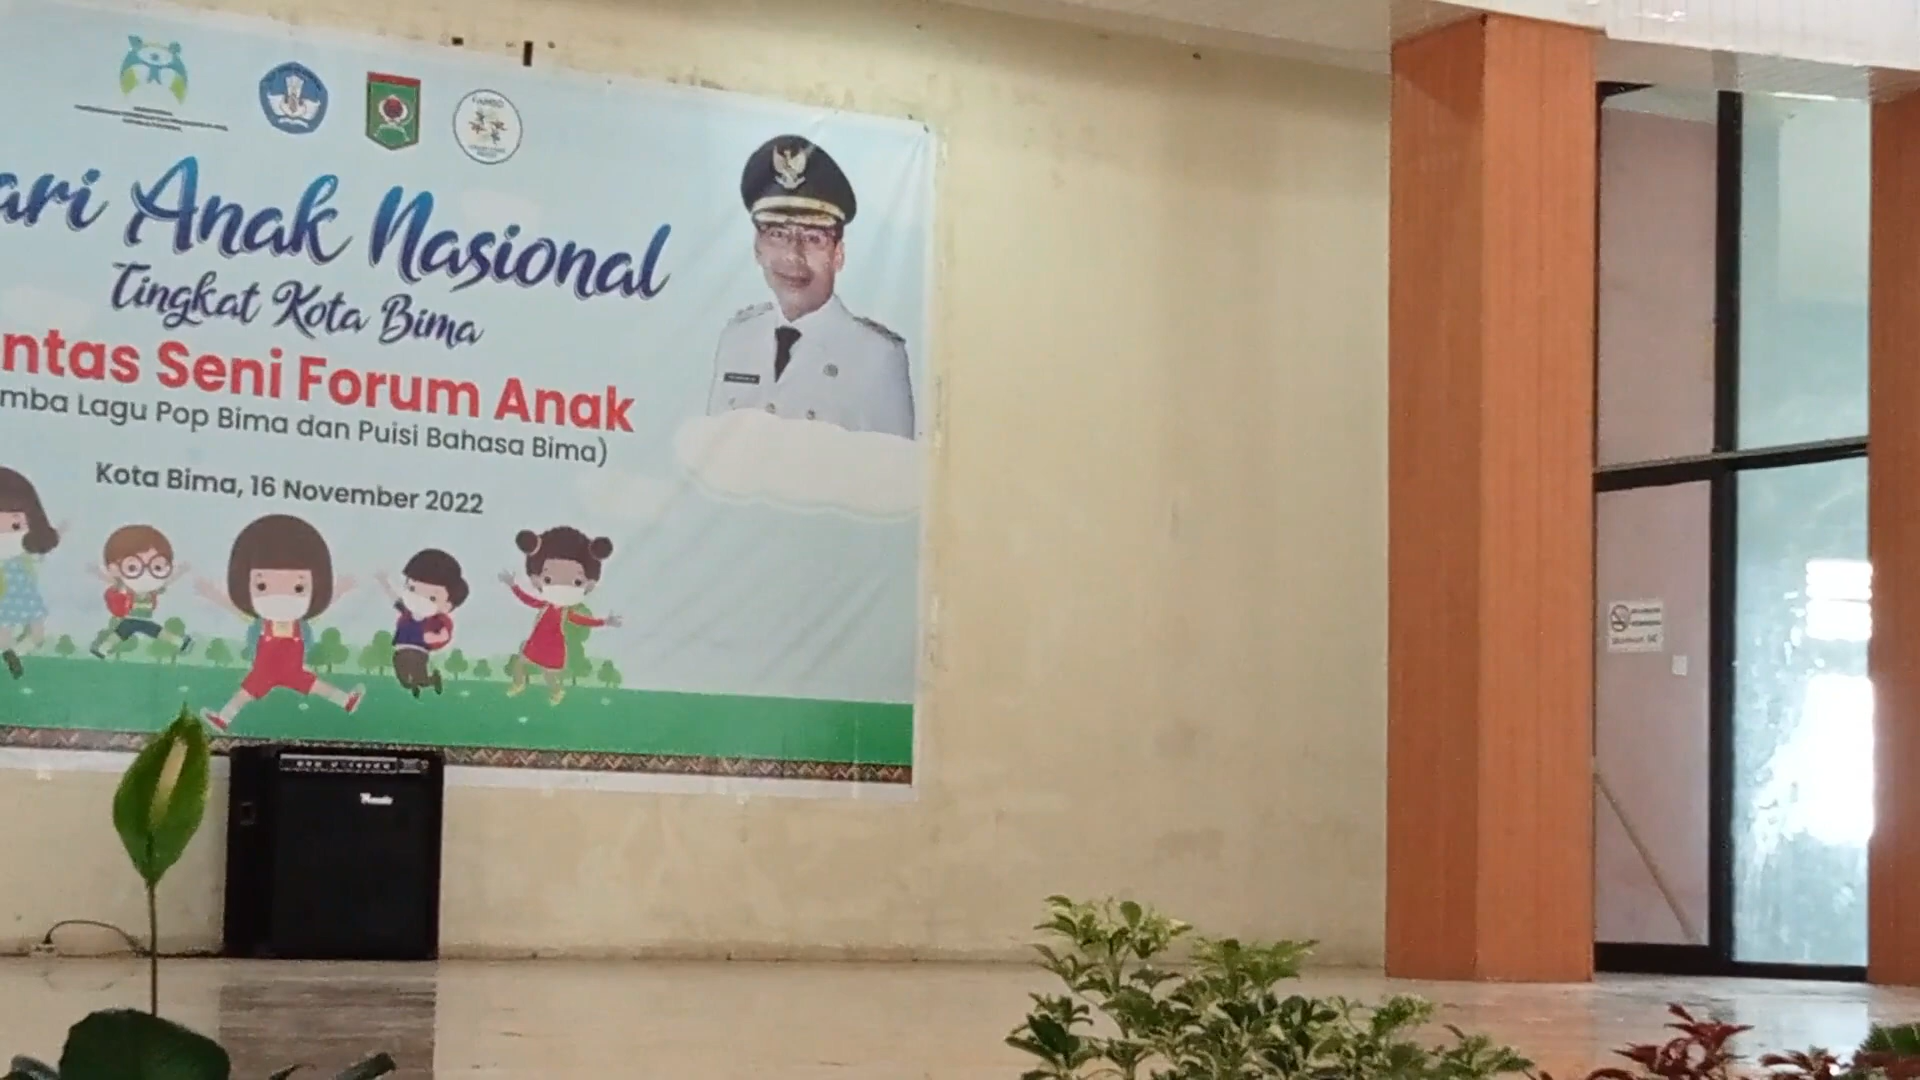 ari Anak Nasional
Tingkat Kota Bima
ntas Seni Forum Anak
mba Lagu Pop Bima dan Puisi Bahasa Bima)
Kota Bima, 16 November 2022